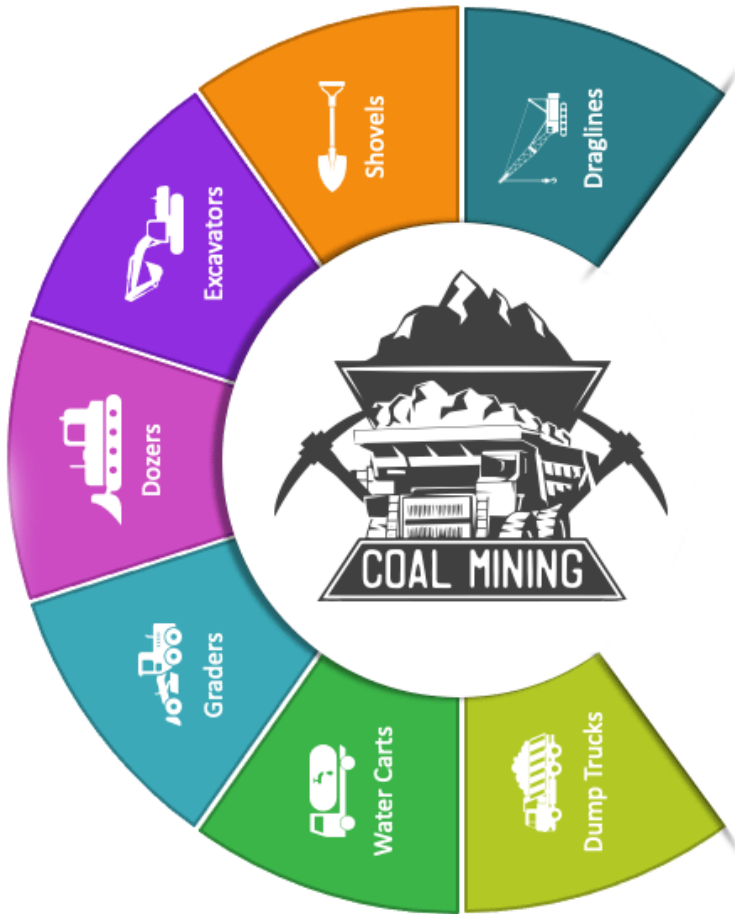 Draglines
Shovels
Excavators
Dozers
Graders
Water Carts
Dump Trucks
COAL MINING